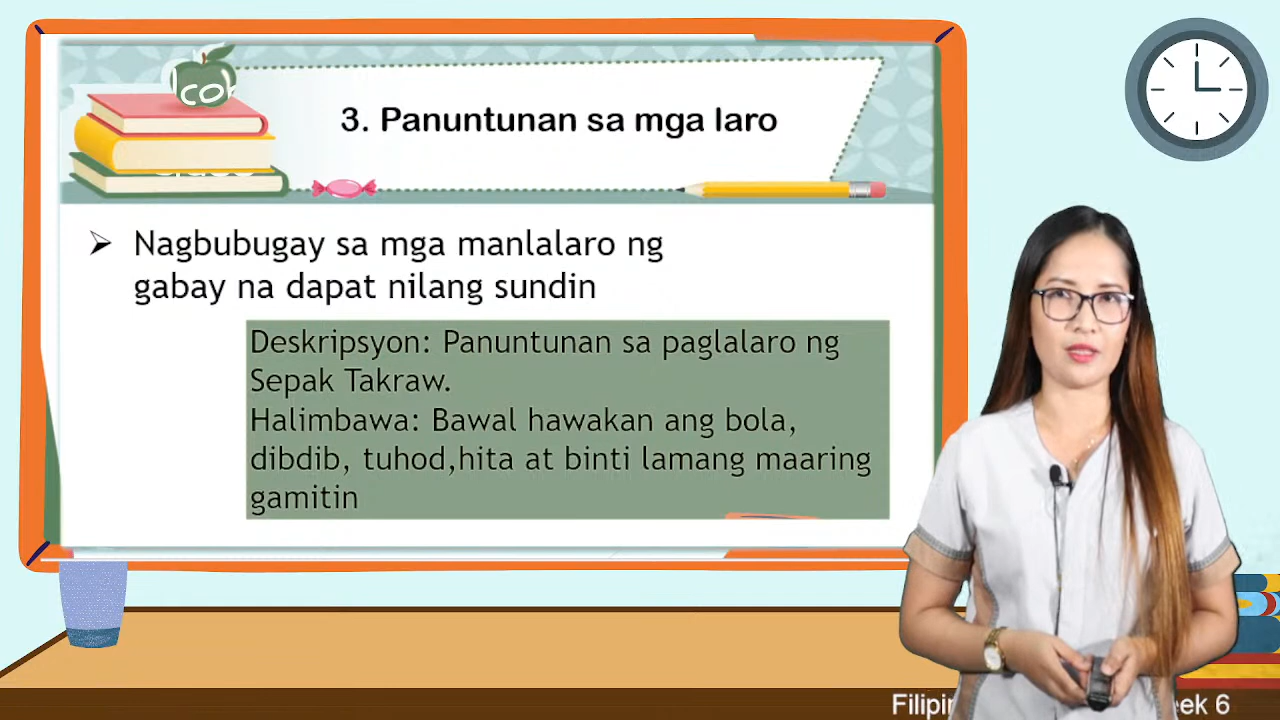 3. Panuntunan sa mga laro
Nagbubugay sa mga manlalaro ng
gabay na dapat nilang sundin
Deskripsyon: Panuntunan sa paglalaro ng
Sepak Takraw.
Halimbawa: Bawal hawakan ang bola,
dibdib, tuhod,hita at binti lamang maaring
gamitin
6